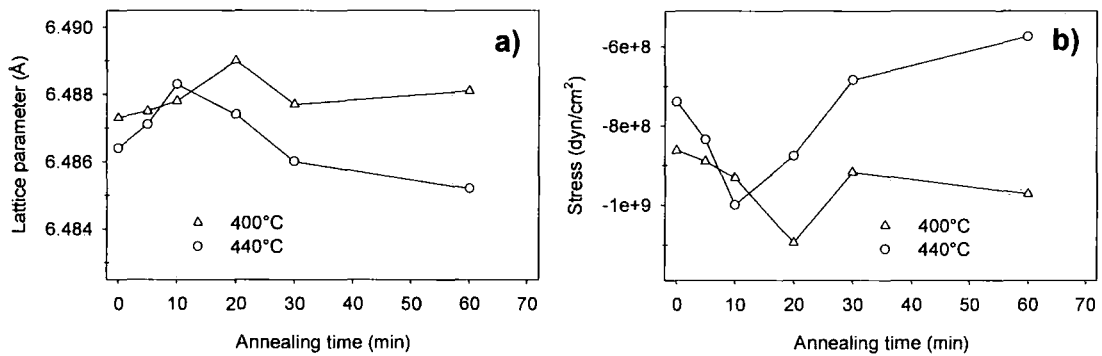 a)
6.490
6.488
6.486
6.484
Lattice parameter (Å)
400°C
440°C
0 10 20 30 40 50 60 70
Annealing time (min)
b)
-6e+8
-8e+8
-1e+9
Stress (dyn/cm²)
400°C
440°C
0 10 20 30 40 50 60 70
Annealing time (min)